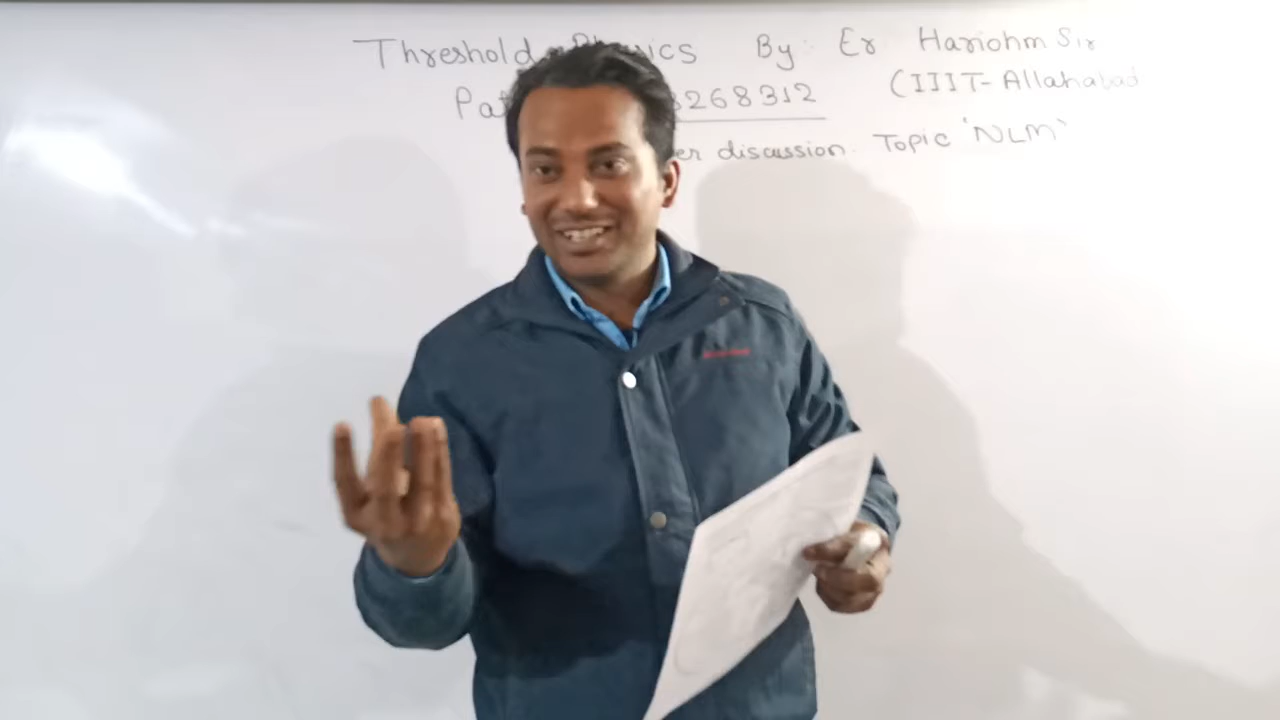 Threshold Physics By: Er Hariohm Sir
268312 (IIIT-Allahabad
discussion. Topic 'NLM'